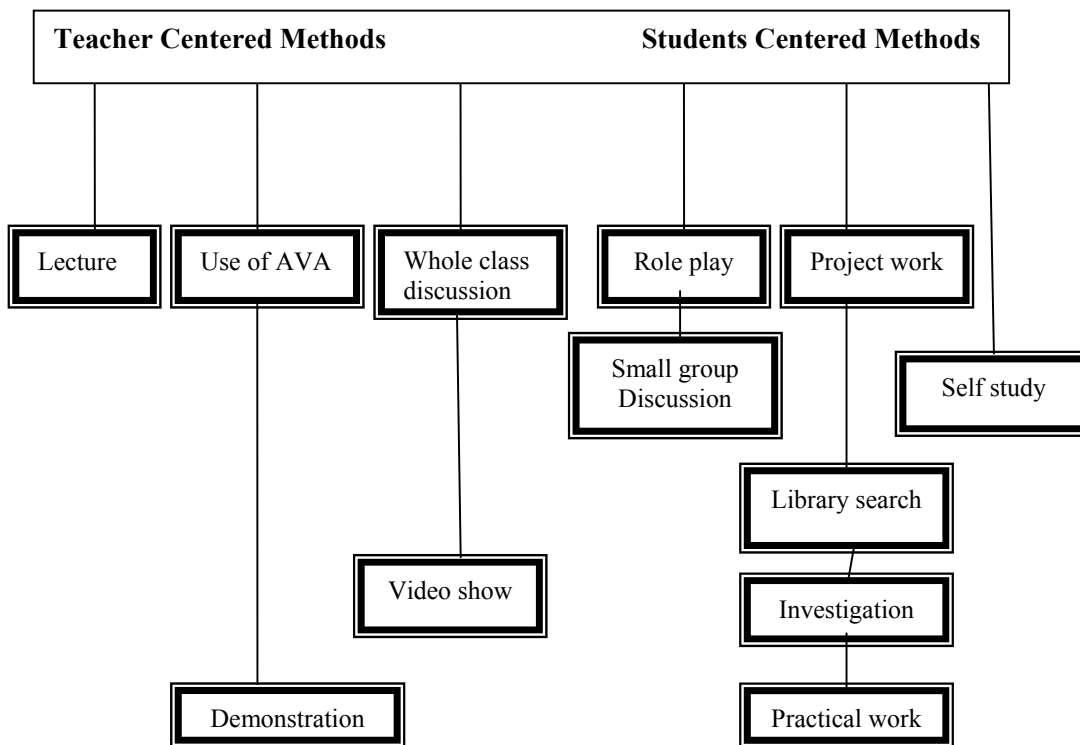 Teacher Centered Methods Students Centered Methods
Lecture
Use of AVA
Whole class
discussion
Role play
Project work
Small group
Discussion
Self study
Library search
Video show
Investigation
Demonstration
Practical work